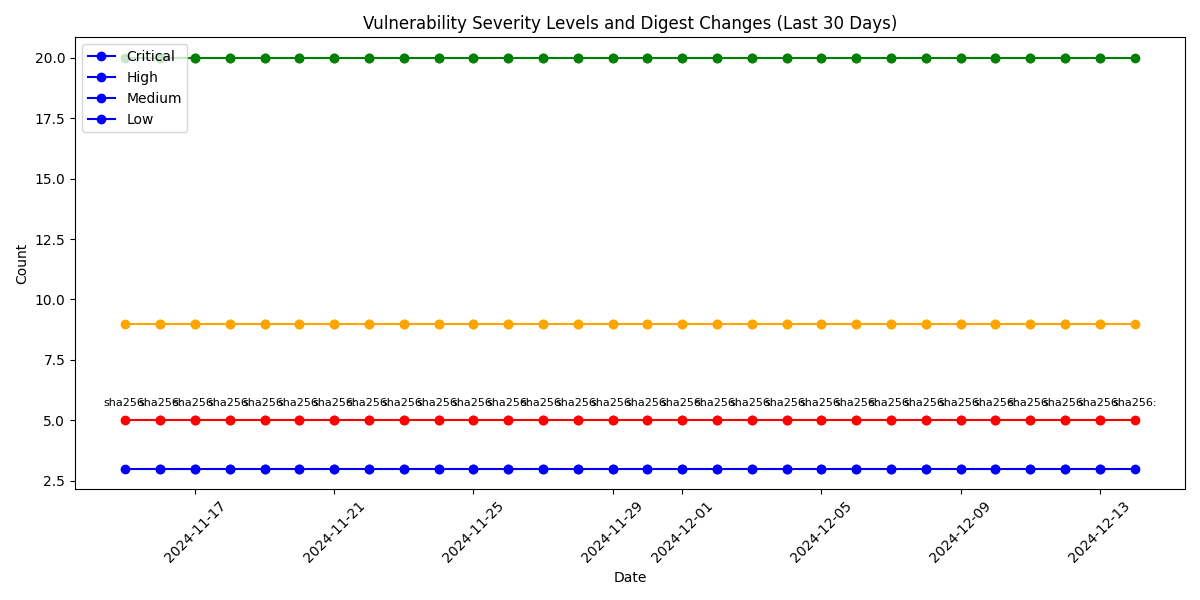 Vulnerability Severity Levels and Digest Changes (Last 30 Days)
Critical
High
Medium
Low
20.0
17.5
15.0
12.5
10.0
7.5
5.0
2.5
Count
sha256: sha256: sha256: sha256: sha256: sha256: sha256: sha256: sha256: sha256: sha256: sha256: sha256: sha256: sha256: sha256: sha256: sha256: sha256: sha256: sha256: sha256: sha256: sha256: sha256: sha256: sha256: sha256: sha256: sha256:
2024-11-17
2024-11-21
2024-11-25
2024-11-29
2024-12-01
2024-12-05
2024-12-09
2024-12-13
Date